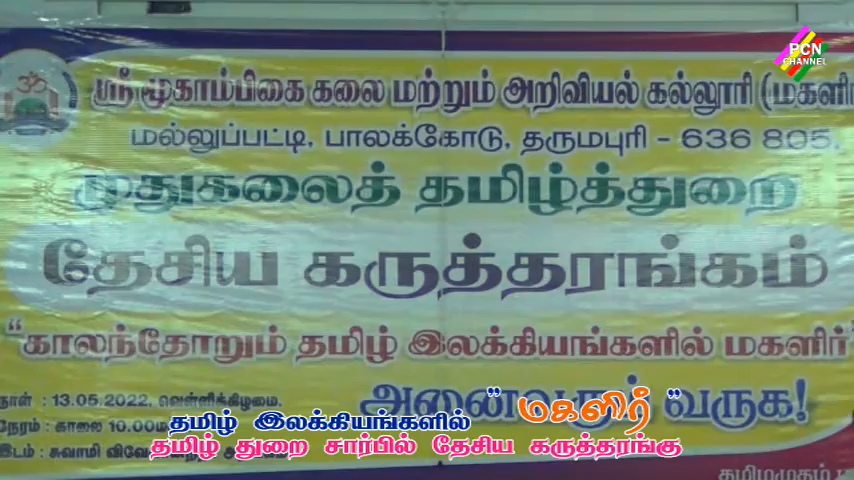 PCN
CHANNEL
ஸ்ரீ மூகாம்பிகை கலை மற்றும் அறிவியல் கல்லூரி (மகளிர்
மல்லுப்பட்டி, பாலக்கோடு, தருமபுரி - 636 805.
முதுகலைத் தமிழ்த்துறை
தேசிய கருத்தரங்கம்
"காலந்தோறும் தமிழ் இலக்கியங்களில் மகளிர்"
நாள் : 13.05.2022, வெள்ளிக்கிழமை.
நேரம் : காலை 10.00
இடம் : சுவாமி
அனைவரும் வருக!
தமிழ் இலக்கியங்களில் "மகளிர்"
தமிழ் துறை சார்பில் தேசிய கருத்தரங்கு